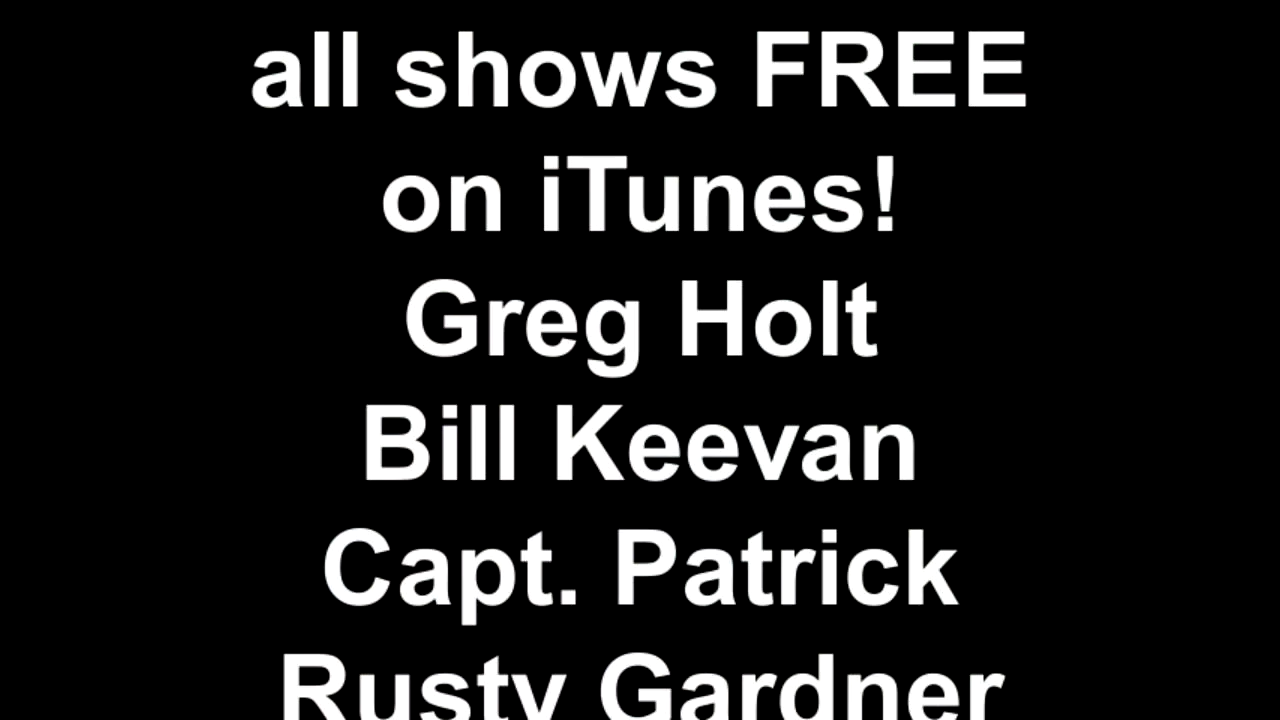 all shows FREE
on iTunes!
Greg Holt
Bill Keevan
Capt. Patrick
Rusty Gardner